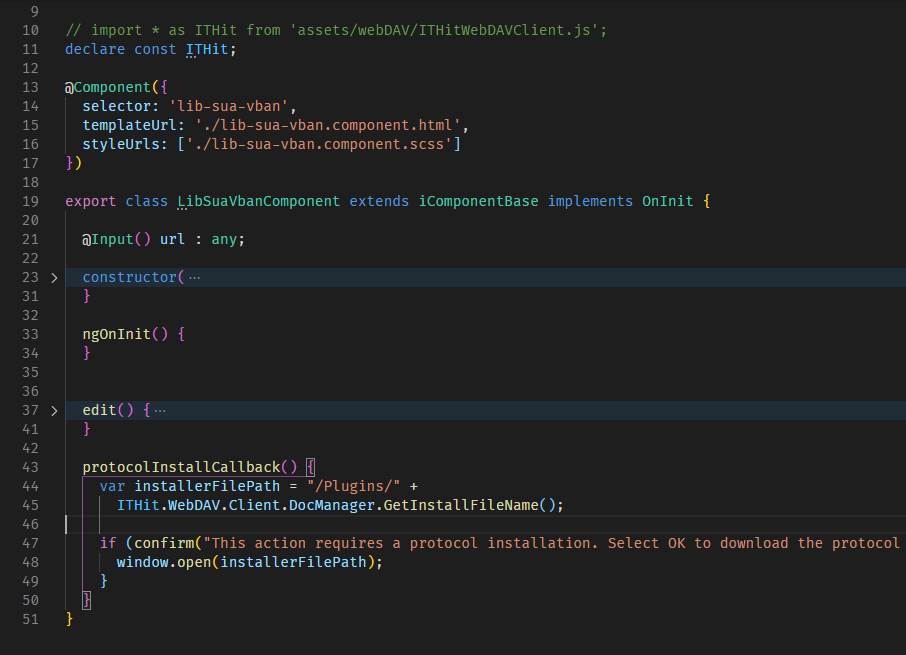 9
10 // import * as ITHit from 'assets/webDAV/ITHitWebDAVClient.js';
11 declare const ITHit;
12
13 @Component({
14 selector: 'lib-sua-vban',
15 templateUrl: './lib-sua-vban.component.html',
16 styleUrls: ['./lib-sua-vban.component.scss']
17 })
18
19 export class LibSuaVbanComponent extends iComponentBase implements OnInit {
20
21 @Input() url : any;
22
23 constructor( ···
31 }
32
33 ngOnInit() {
34 }
35
36
37 edit() { ···
41 }
42
43 protocolInstallCallback() {
44 var installerFilePath = "/Plugins/" +
45 ITHit.WebDAV.Client.DocManager.GetInstallFileName();
46
47 if (confirm("This action requires a protocol installation. Select OK to download the protocol
48 window.open(installerFilePath);
49 }
50 }
51 }